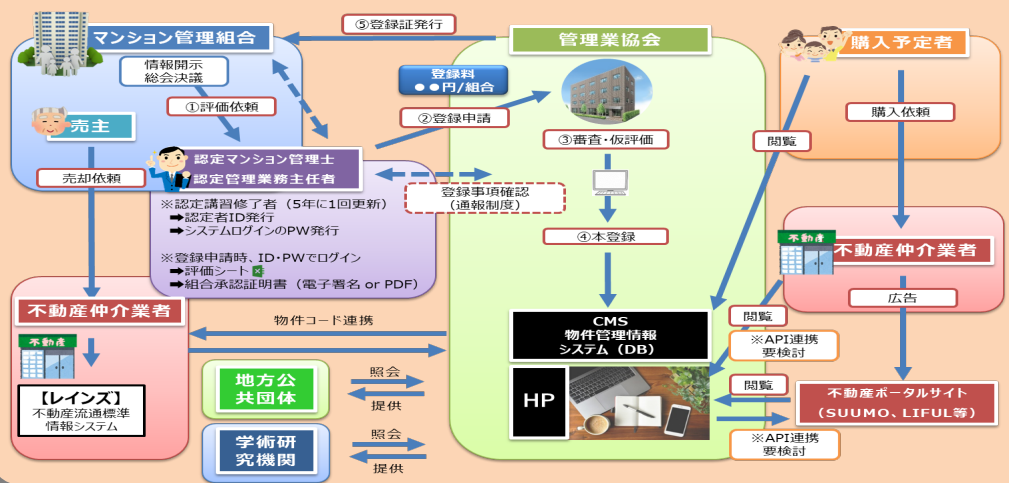 ⑤登録証発行
マンション管理組合
情報開示
総会決議
①評価依頼
売主
売却依頼
認定マンション管理士
認定管理業務主任者
※認定講習修了者（5年に1回更新）
➡認定者ID発行
➡システムログインのPW発行
※登録申請時、ID・PWでログイン
➡評価シート
➡組合承認証明書（電子署名 or PDF）
登録料
●●円/組合
②登録申請
登録事項確認
（通報制度）
管理業協会
③審査・仮評価
④本登録
CMS
物件管理情報
システム（DB）
HP
購入予定者
購入依頼
閲覧
不動産
不動産仲介業者
広告
閲覧
※API連携
要検討
閲覧
※API連携
要検討
不動産ポータルサイト
（SUUMO、LIFUL等）
不動産仲介業者
不動産
【レインズ】
不動産流通標準
情報システム
物件コード連携
地方公
共団体
照会
提供
学術研
究機関
照会
提供